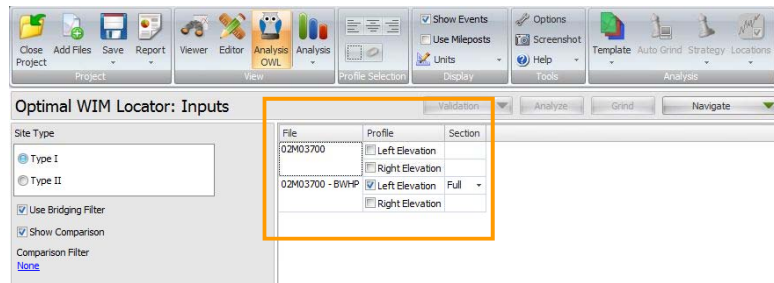 Close Project
Add Files
Save
Report
Viewer
Editor
Analysis OWL
Analysis
Show Events
Use Mileposts
Units
Options
Screenshot
Help
Template
Auto Grind
Strategy
Locations
Project
View
Profile Selection
Display
Tools
Analysis
Optimal WIM Locator: Inputs
Validation
Analyze
Grind
Navigate
Site Type
Type I
Type II
Use Bridging Filter
Show Comparison
Comparison Filter
None
File Profile Section
02M03700 Left Elevation
Right Elevation
02M03700 - BWHP Left Elevation Full
Right Elevation